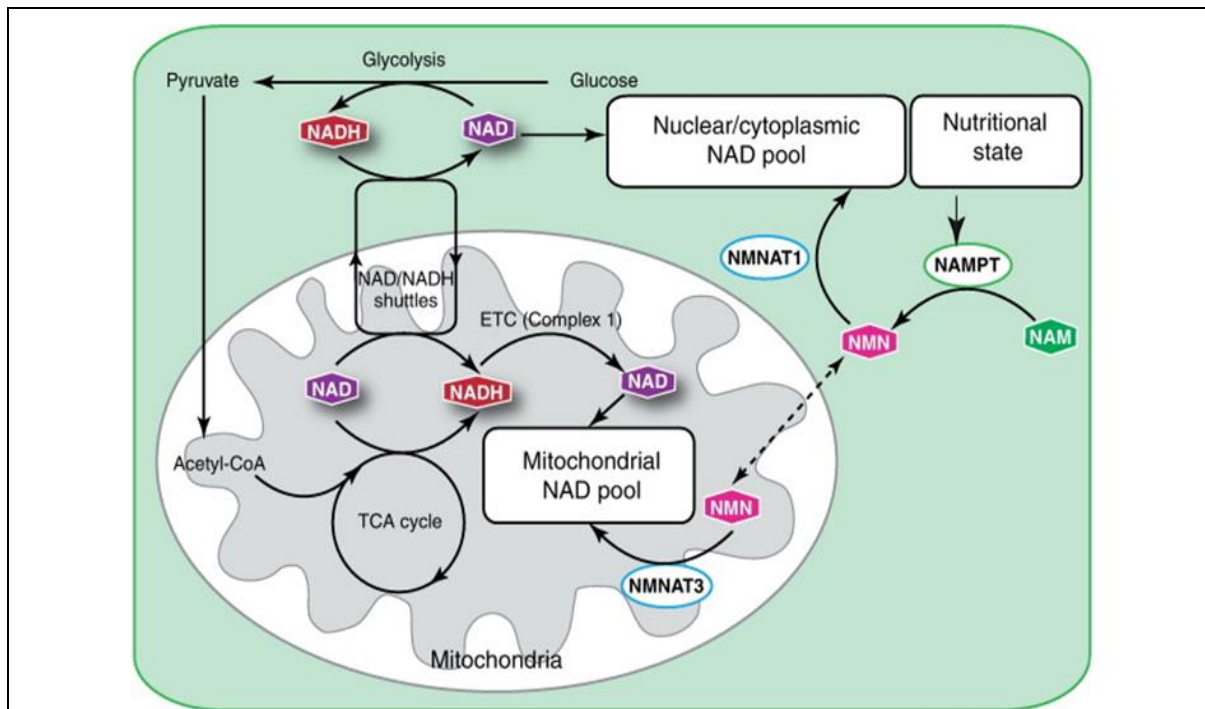 Glycolysis
Pyruvate
Glucose
NADH
NAD
Nuclear/cytoplasmic
NAD pool
Nutritional
state
NMNAT1
NAMPT
NAD/NADH
shuttles
ETC (Complex 1)
NMN
NAM
NAD
NADH
NAD
Acetyl-CoA
Mitochondrial
NAD pool
NMN
TCA cycle
NMNAT3
Mitochondria